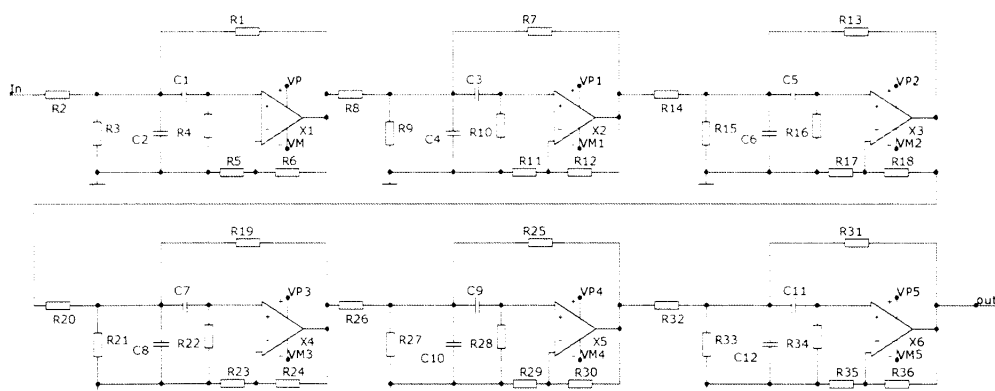 R1 R7 R13
In R2 C1 VP R8 C3 VP1 R14 C5 VP2
R3 C2 R4 X1 R9 C4 R10 X2 R15 C6 R16 X3
VM VM1 VM2
R5 R6 R11 R12 R17 R18
R19 R25 R31
R20 C7 VP3 R26 C9 VP4 R32 C11 VP5 out
R21 C8 R22 X4 R27 C10 R28 X5 R33 C12 R34 X6
VM3 VM4 VM5
R23 R24 R29 R30 R35 R36